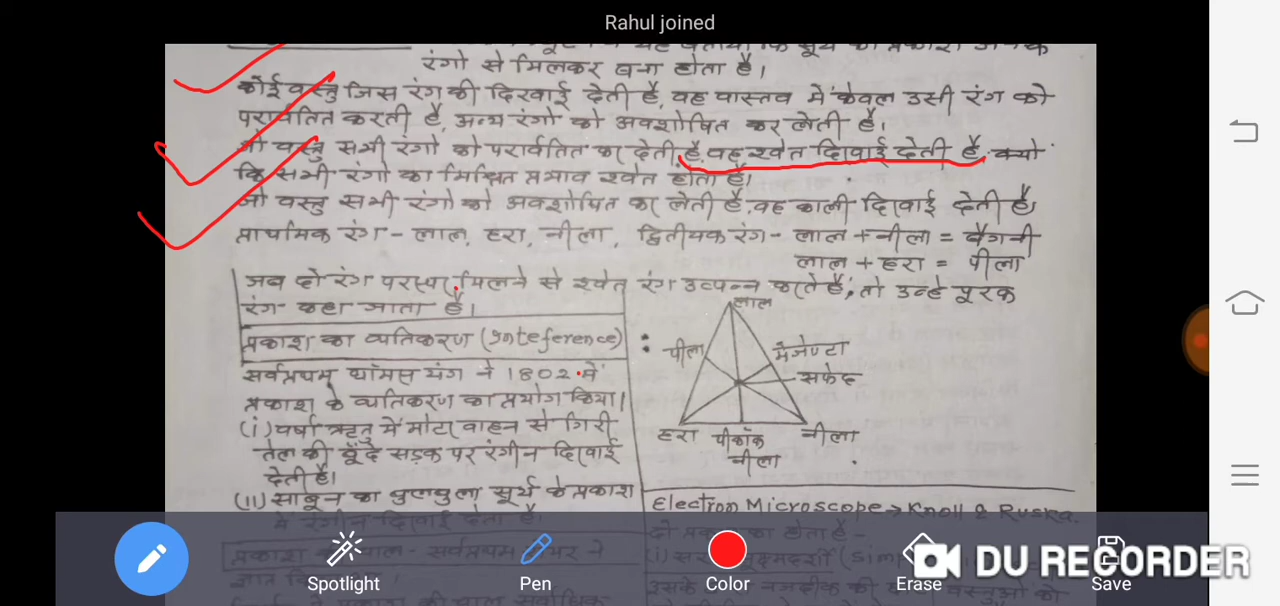 Rahul joined
रंगो से मिलकर बना होता है।
कोई वस्तु जिस रंग की दिखाई देती है, वह वास्तव में केवल उसी रंग को
परावर्तित करती है, अन्य रंगो को अवशोषित कर लेती है।
जो वस्तु सभी रंगो को परावर्तित कर देती है, वह श्वेत दिखाई देती है, क्यो
कि सभी रंगो का मिश्रित प्रभाव श्वेत होता है।
जो वस्तु सभी रंगो को अवशोषित कर लेती है, वह काली दिखाई देती है।
प्राथमिक रंग - लाल, हरा, नीला, द्वितीयक रंग - लाल + नीला = बैगनी
लाल + हरा = पीला
जब दो रंग परस्पर मिलने से श्वेत रंग उत्पन्न करते है, तो उन्हे पूरक
रंग कहा जाता है।
प्रकाश का व्यतिकरण (Inteference)
सर्वप्रथम थॉमस यंग ने 1802 में
प्रकाश के व्यतिकरण का प्रयोग किया।
(i) वर्षा ऋतु में मोटर वाहन से गिरी
तेल की बूँदे सड़क पर रंगीन दिखाई
देती है।
(ii) साबुन का बुलबुला सूर्य के प्रकाश
में रंगीन दिखाई देता है।
लाल
पीला
मैजेण्टा
सफेद
हरा
पीकॉक
नीला
नीला
Electron Microscope → Knoll & Ruska.
दो प्रकार का होता है -
Spotlight
Pen
Color
Erase
Save
DU RECORDER